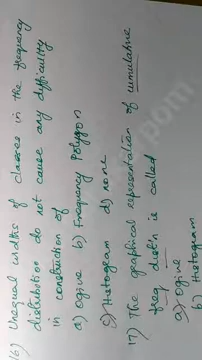 16) Unequal widths of classes in the frequency
distribution do not cause any difficulty
in construction of
a) ogive b) Frequency Polygon
c) Histogram d) none
17) The graphical representation of cumulative
freq distn is called
a) ogive
b) Histogram